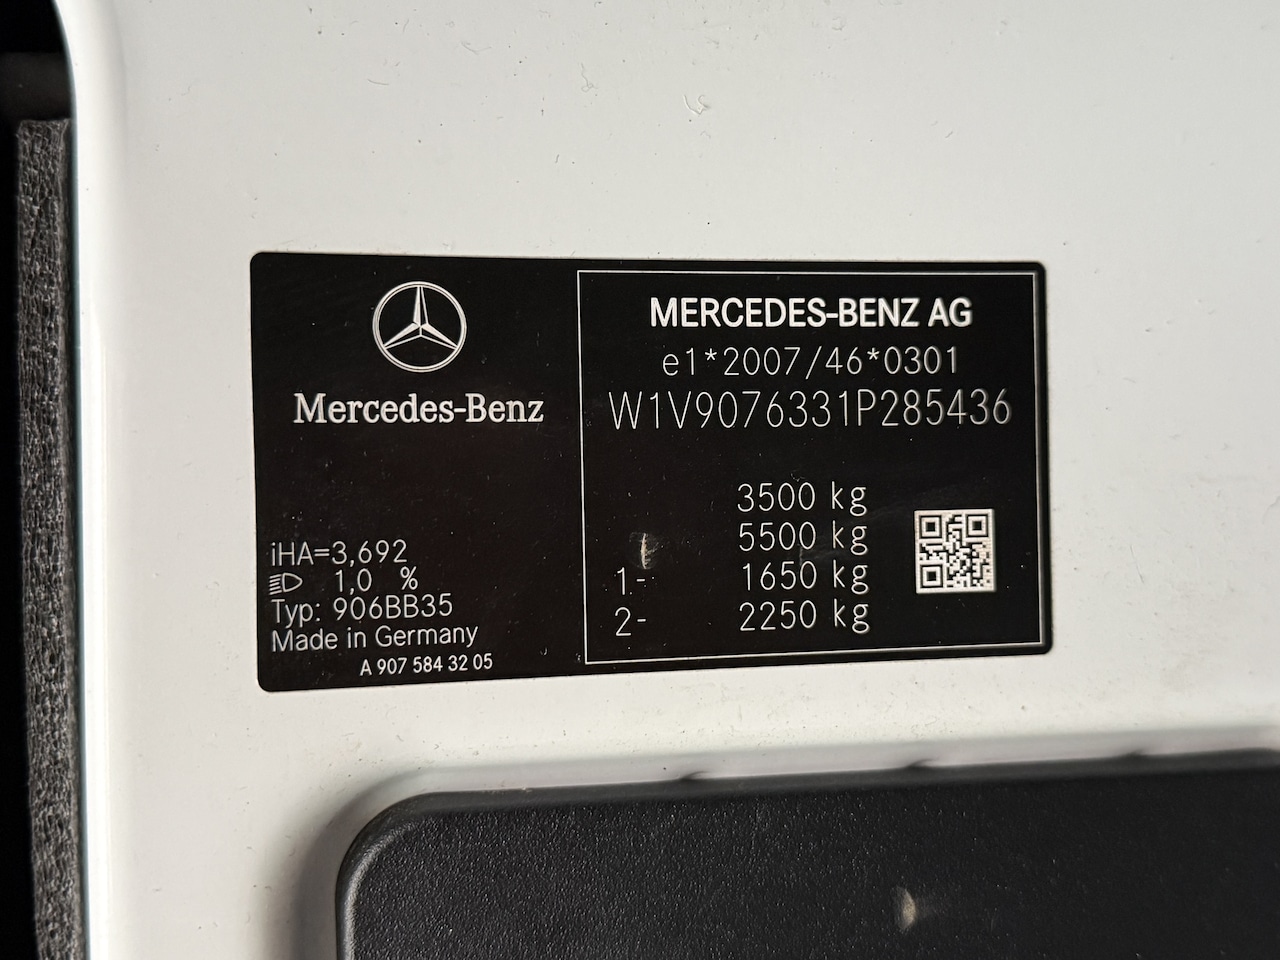 Mercedes-Benz
iHA=3,692
1,0 %
Typ: 906BB35
Made in Germany
A 907 584 32 05
MERCEDES-BENZ AG
e1*2007/46*0301
W1V9076331P285436
3500 kg
5500 kg
1- 1650 kg
2- 2250 kg